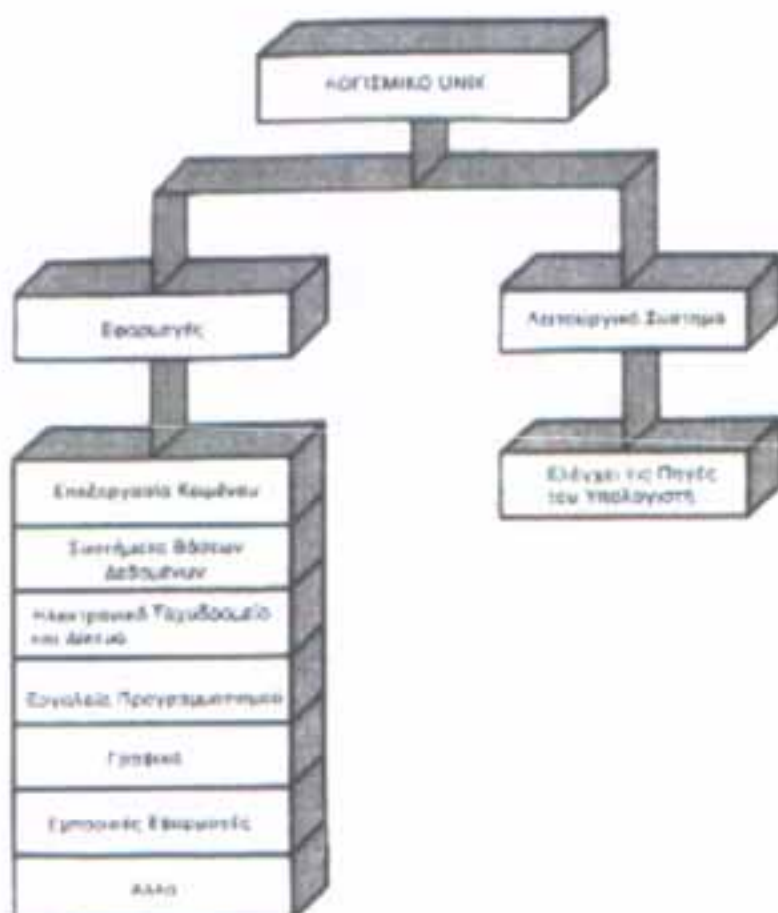 ΛΟΓΙΣΜΙΚΟ UNIX
Εφαρμογές
Λειτουργικό Σύστημα
Επεξεργασία Κειμένου
Συστήματα Βάσεων
Δεδομένων
Ηλεκτρονικό Ταχυδρομείο
και Δίκτυα
Εργαλεία Προγραμματισμού
Γραφικά
Εμπορικές Εφαρμογές
Άλλα
Ελέγχει τις Πηγές
του Υπολογιστή